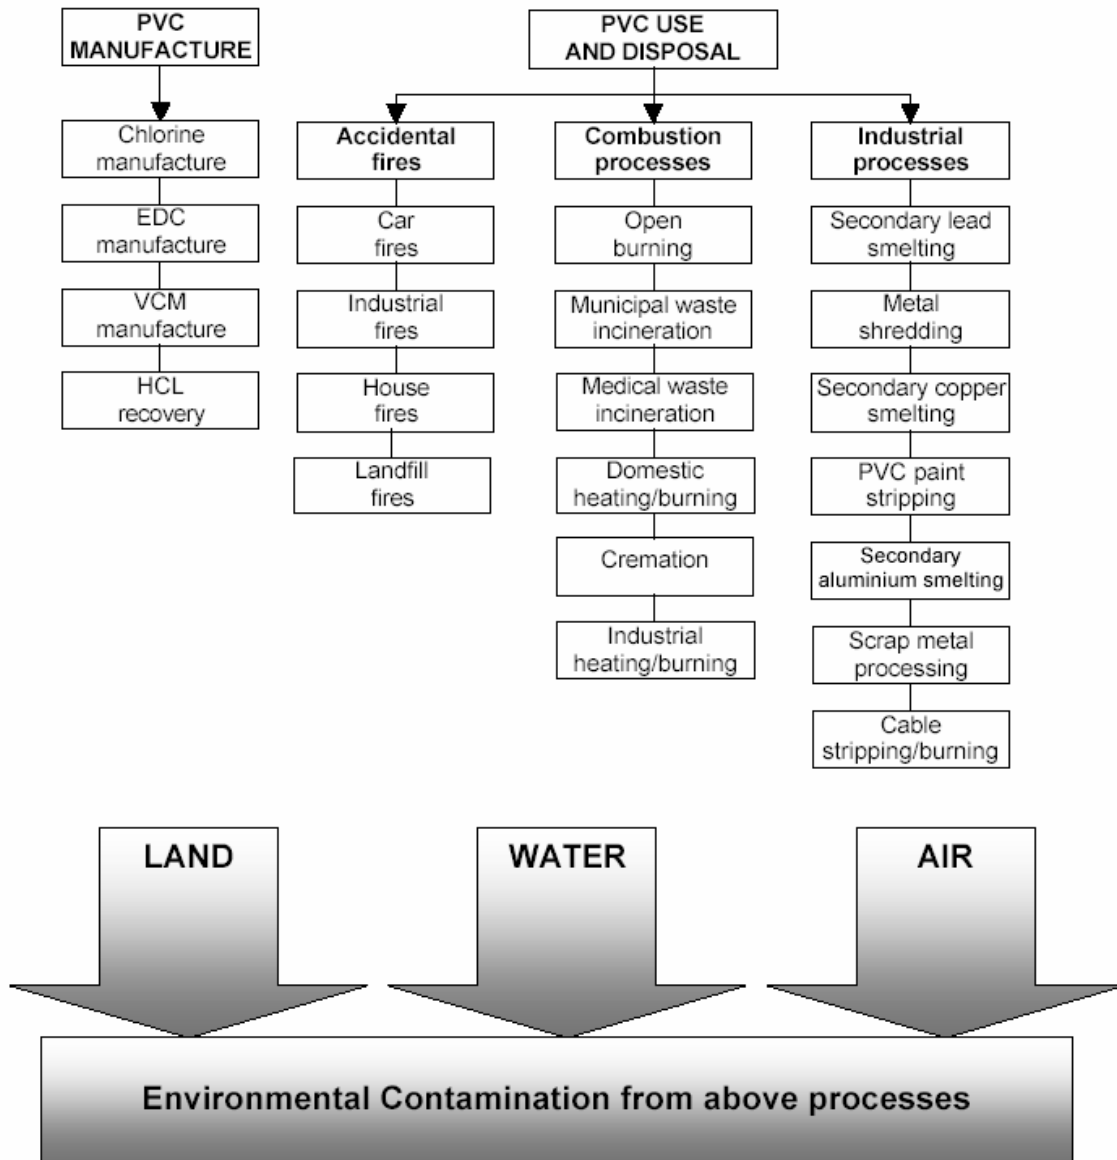 PVC
MANUFACTURE
Chlorine
manufacture
EDC
manufacture
VCM
manufacture
HCL
recovery
PVC USE
AND DISPOSAL
Accidental
fires
Car
fires
Industrial
fires
House
fires
Landfill
fires
Combustion
processes
Open
burning
Municipal waste
incineration
Medical waste
incineration
Domestic
heating/burning
Cremation
Industrial
heating/burning
Industrial
processes
Secondary lead
smelting
Metal
shredding
Secondary copper
smelting
PVC paint
stripping
Secondary
aluminium smelting
Scrap metal
processing
Cable
stripping/burning
LAND
WATER
AIR
Environmental Contamination from above processes